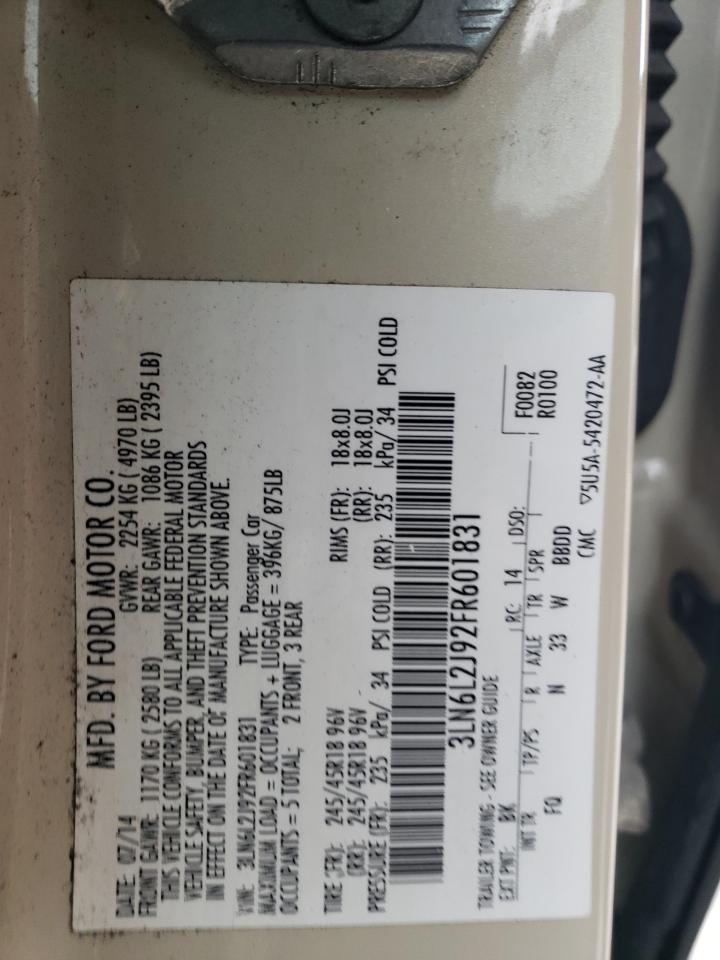 MFD. BY FORD MOTOR CO.
DATE: 07/14 GVWR: 2254 KG ( 4970 LB)
FRONT GAWR: 1170 KG ( 2580 LB) REAR GAWR: 1086 KG ( 2395 LB)
THIS VEHICLE CONFORMS TO ALL APPLICABLE FEDERAL MOTOR
VEHICLE SAFETY, BUMPER, AND THEFT PREVENTION STANDARDS
IN EFFECT ON THE DATE OF MANUFACTURE SHOWN ABOVE.
VIN: 3LN6L2J92FR601831 TYPE: Passenger Car
MAXIMUM LOAD = OCCUPANTS + LUGGAGE = 396KG/ 875LB
OCCUPANTS = 5 TOTAL; 2 FRONT, 3 REAR
TIRE (FR): 245/45R18 96V RIMS (FR): 18x8.0J
(RR): 245/45R18 96V (RR): 18x8.0J
PRESSURE (FR): 235 kPa/ 34 PSI COLD (RR): 235 kPa/ 34 PSI COLD
3LN6L2J92FR601831
TRAILER TOWING - SEE OWNER GUIDE
EXT PNT: BK RC: 14 DSO: F0082
INT TR TP/PS R AXLE TR SPR R0100
FQ N 33 W BBDD
CMC ▽5U5A-5420472-AA